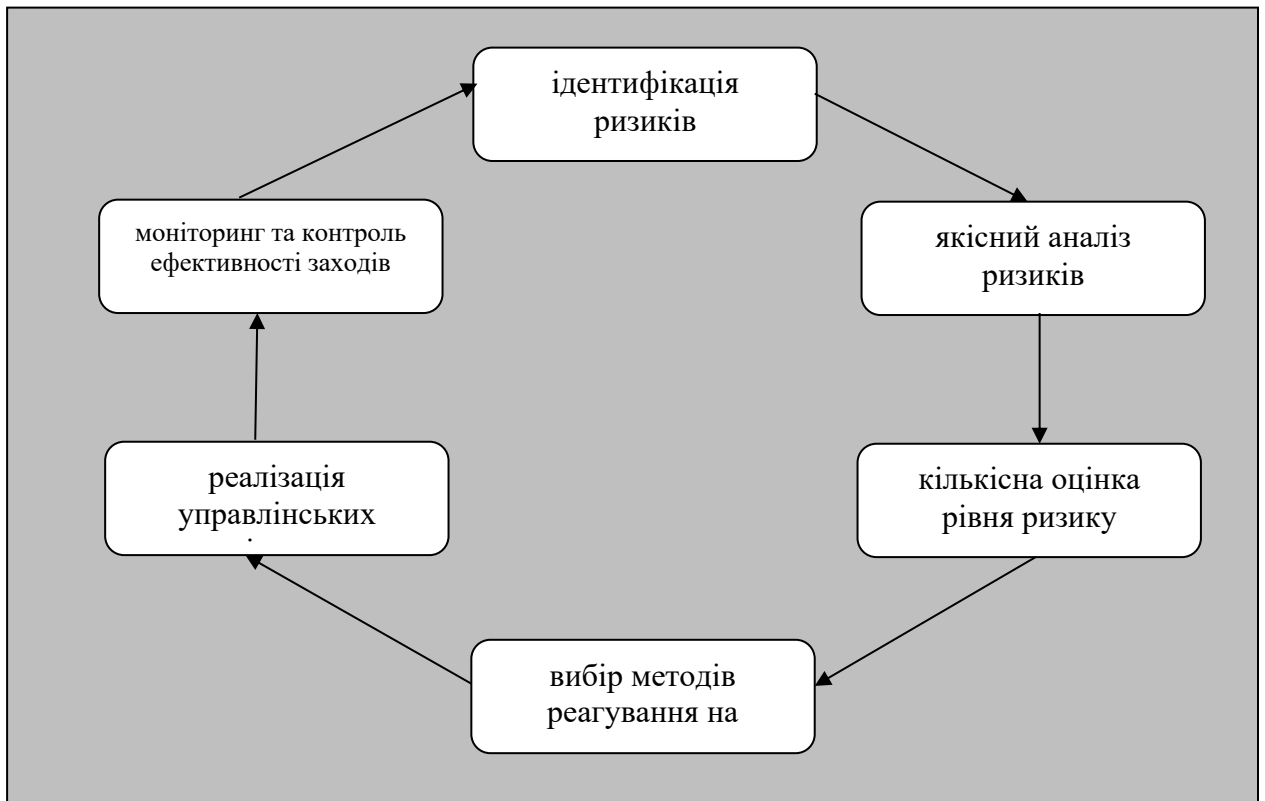 ідентифікація
ризиків
якісний аналіз
ризиків
кількісна оцінка
рівня ризику
вибір методів
реагування на
реалізація
управлінських
моніторинг та контроль
ефективності заходів